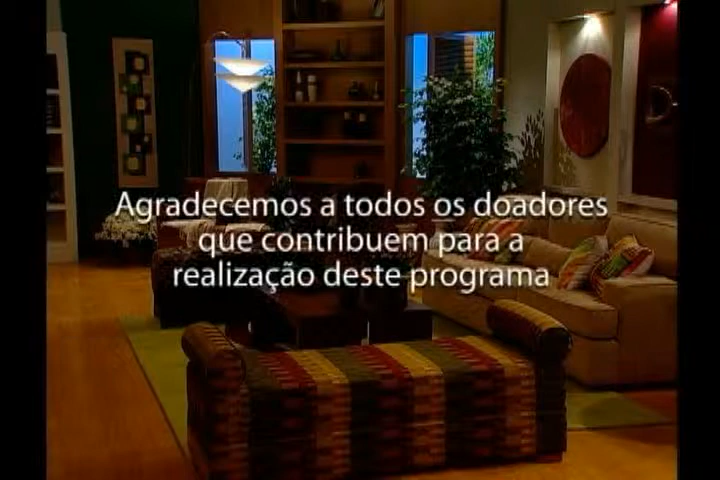 Agradecemos a todos os doadores
que contribuem para a
realização deste programa